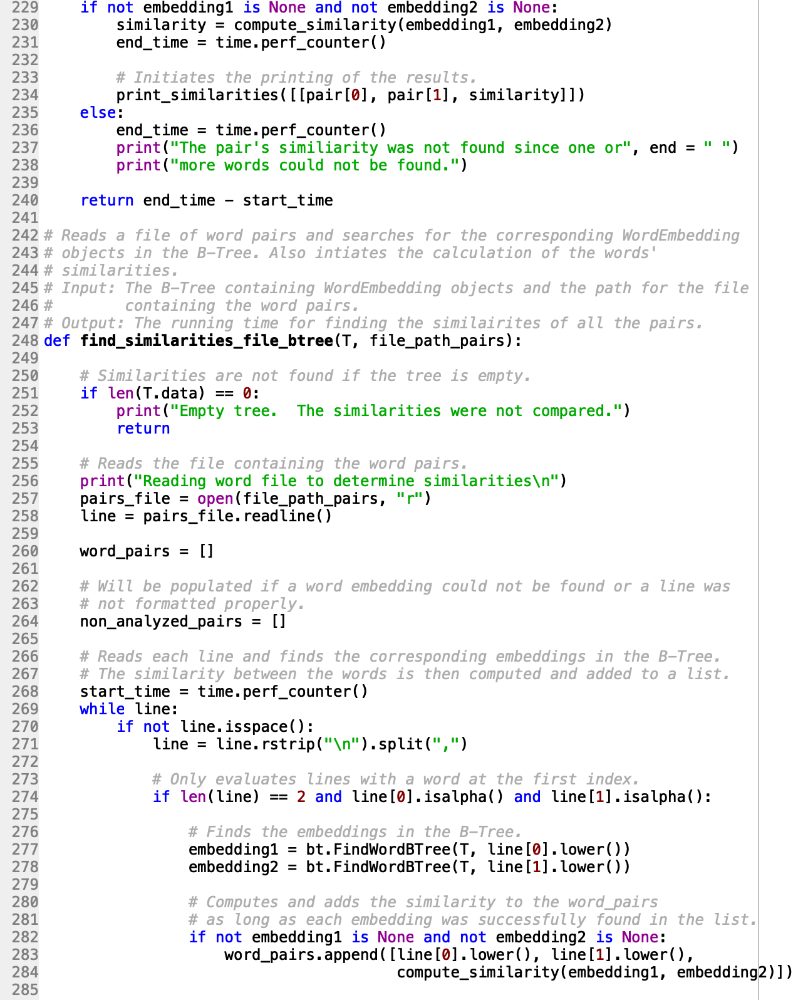 229     if not embedding1 is None and not embedding2 is None:
230         similarity = compute_similarity(embedding1, embedding2)
231         end_time = time.perf_counter()
232
233         # Initiates the printing of the results.
234         print_similarities([[pair[0], pair[1], similarity]])
235     else:
236         end_time = time.perf_counter()
237         print("The pair's similiarity was not found since one or", end = " ")
238         print("more words could not be found.")
239
240     return end_time - start_time
241
242 # Reads a file of word pairs and searches for the corresponding WordEmbedding
243 # objects in the B-Tree. Also intiates the calculation of the words'
244 # similarities.
245 # Input: The B-Tree containing WordEmbedding objects and the path for the file
246 #        containing the word pairs.
247 # Output: The running time for finding the similairites of all the pairs.
248 def find_similarities_file_btree(T, file_path_pairs):
249
250     # Similarities are not found if the tree is empty.
251     if len(T.data) == 0:
252         print("Empty tree.  The similarities were not compared.")
253         return
254
255     # Reads the file containing the word pairs.
256     print("Reading word file to determine similarities\n")
257     pairs_file = open(file_path_pairs, "r")
258     line = pairs_file.readline()
259
260     word_pairs = []
261
262     # Will be populated if a word embedding could not be found or a line was
263     # not formatted properly.
264     non_analyzed_pairs = []
265
266     # Reads each line and finds the corresponding embeddings in the B-Tree.
267     # The similarity between the words is then computed and added to a list.
268     start_time = time.perf_counter()
269     while line:
270         if not line.isspace():
271             line = line.rstrip("\n").split(",")
272
273             # Only evaluates lines with a word at the first index.
274             if len(line) == 2 and line[0].isalpha() and line[1].isalpha():
275
276                 # Finds the embeddings in the B-Tree.
277                 embedding1 = bt.FindWordBTree(T, line[0].lower())
278                 embedding2 = bt.FindWordBTree(T, line[1].lower())
279
280                 # Computes and adds the similarity to the word_pairs
281                 # as long as each embedding was successfully found in the list.
282                 if not embedding1 is None and not embedding2 is None:
283                     word_pairs.append([line[0].lower(), line[1].lower(),
284                                        compute_similarity(embedding1, embedding2)])
285